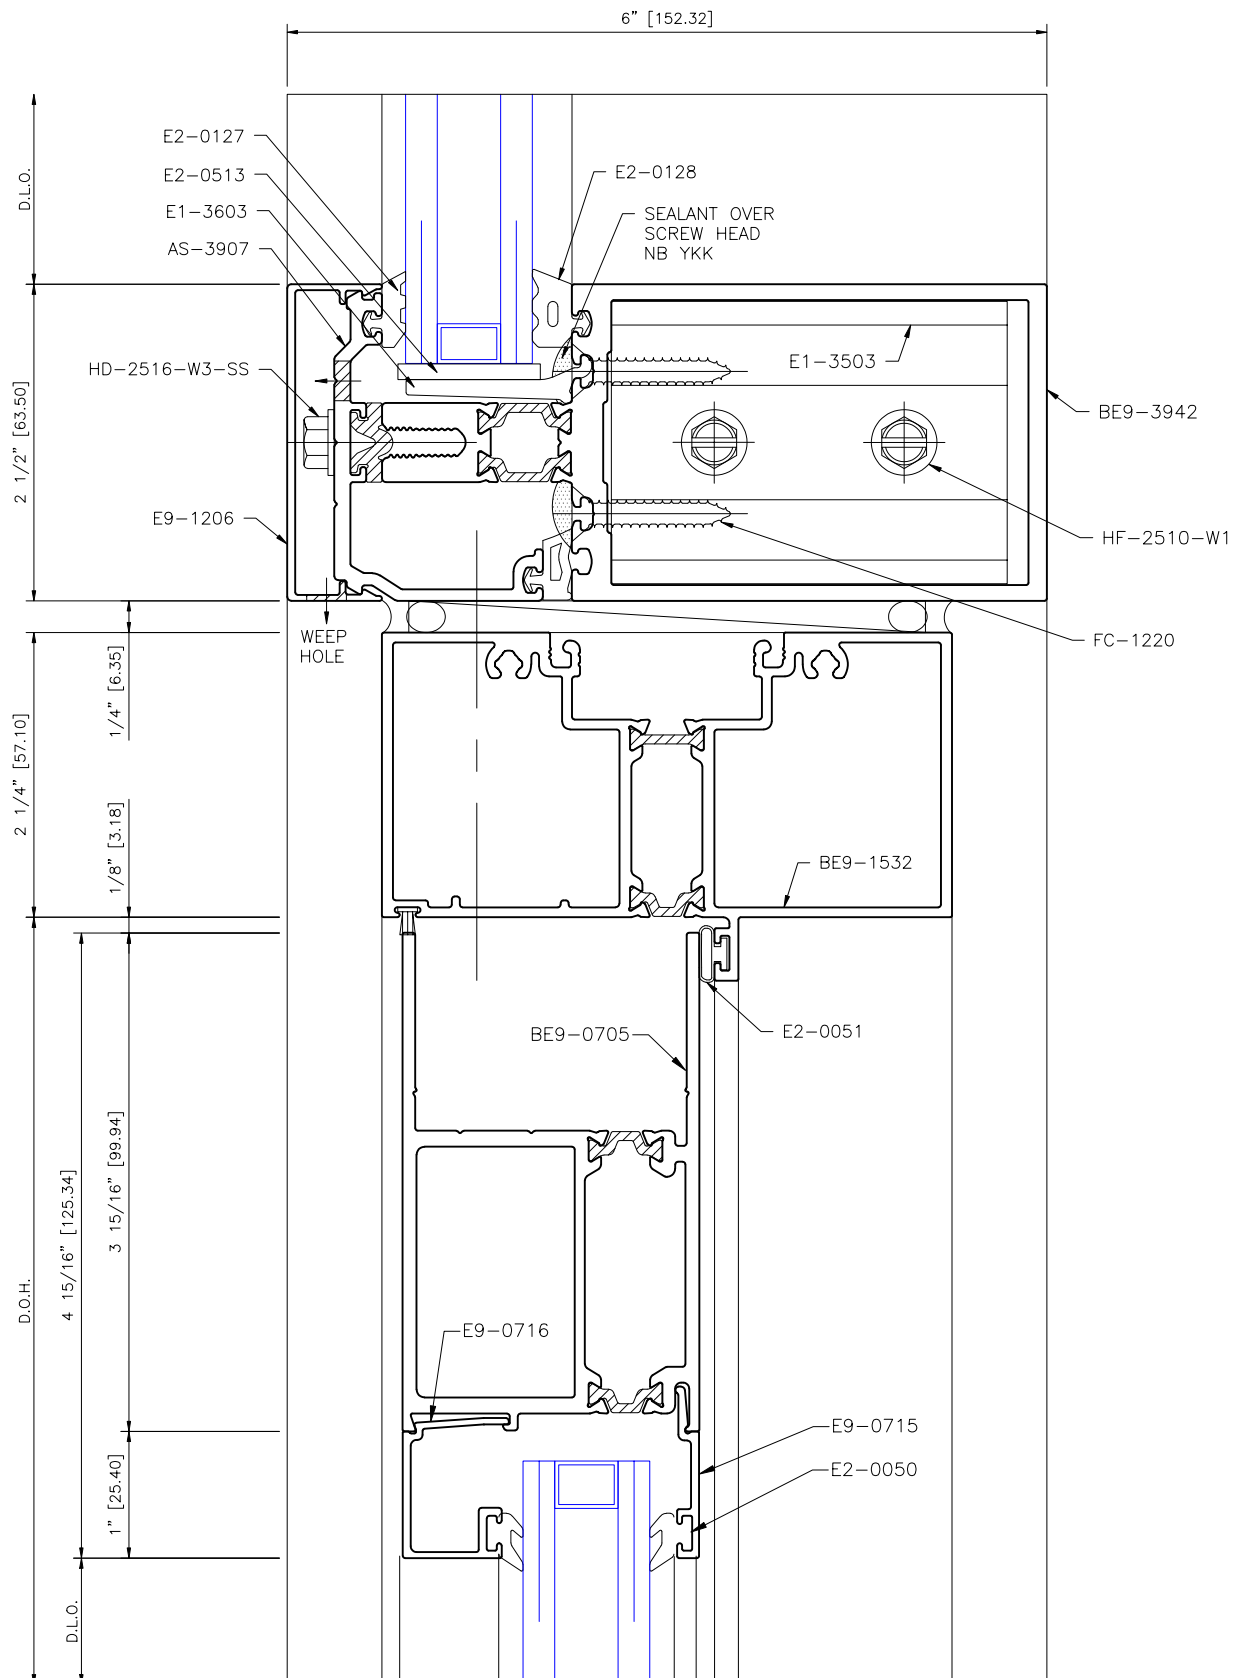 6” [152.32]
E2-0127
E2-0513
E1-3603
AS-3907
E2-0128
SEALANT OVER
SCREW HEAD
NB YKK
D.L.O.
HD-2516-W3-SS
E1-3503
BE9-3942
2 1/2” [63.50]
E9-1206
HF-2510-W1
WEEP
HOLE
FC-1220
1/4” [6.35]
2 1/4” [57.10]
1/8” [3.18]
BE9-1532
E2-0051
BE9-0705
3 15/16” [99.94]
4 15/16” [125.34]
D.O.H.
E9-0716
E9-0715
E2-0050
1” [25.40]
D.L.O.